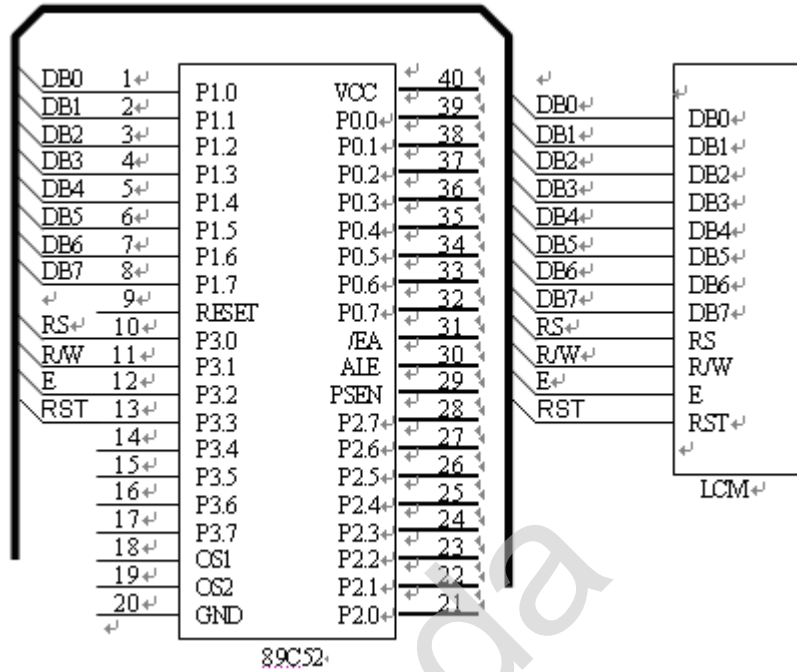 DB0 1 P1.0 VCC 40
DB1 2 P1.1 P0.0 39
DB2 3 P1.2 P0.1 38
DB3 4 P1.3 P0.2 37
DB4 5 P1.4 P0.3 36
DB5 6 P1.5 P0.4 35
DB6 7 P1.6 P0.5 34
DB7 8 P1.7 P0.6 33
9 RESET P0.7 32
RS 10 P3.0 /EA 31
R/W 11 P3.1 ALE 30
E 12 P3.2 PSEN 29
RST 13 P3.3 P2.7 28
14 P3.4 P2.6 27
15 P3.5 P2.5 26
16 P3.6 P2.4 25
17 P3.7 P2.3 24
18 OS1 P2.2 23
19 OS2 P2.1 22
20 GND P2.0 21
89C52
DB0 DB0
DB1 DB1
DB2 DB2
DB3 DB3
DB4 DB4
DB5 DB5
DB6 DB6
DB7 DB7
RS RS
R/W R/W
E E
RST RST
LCM